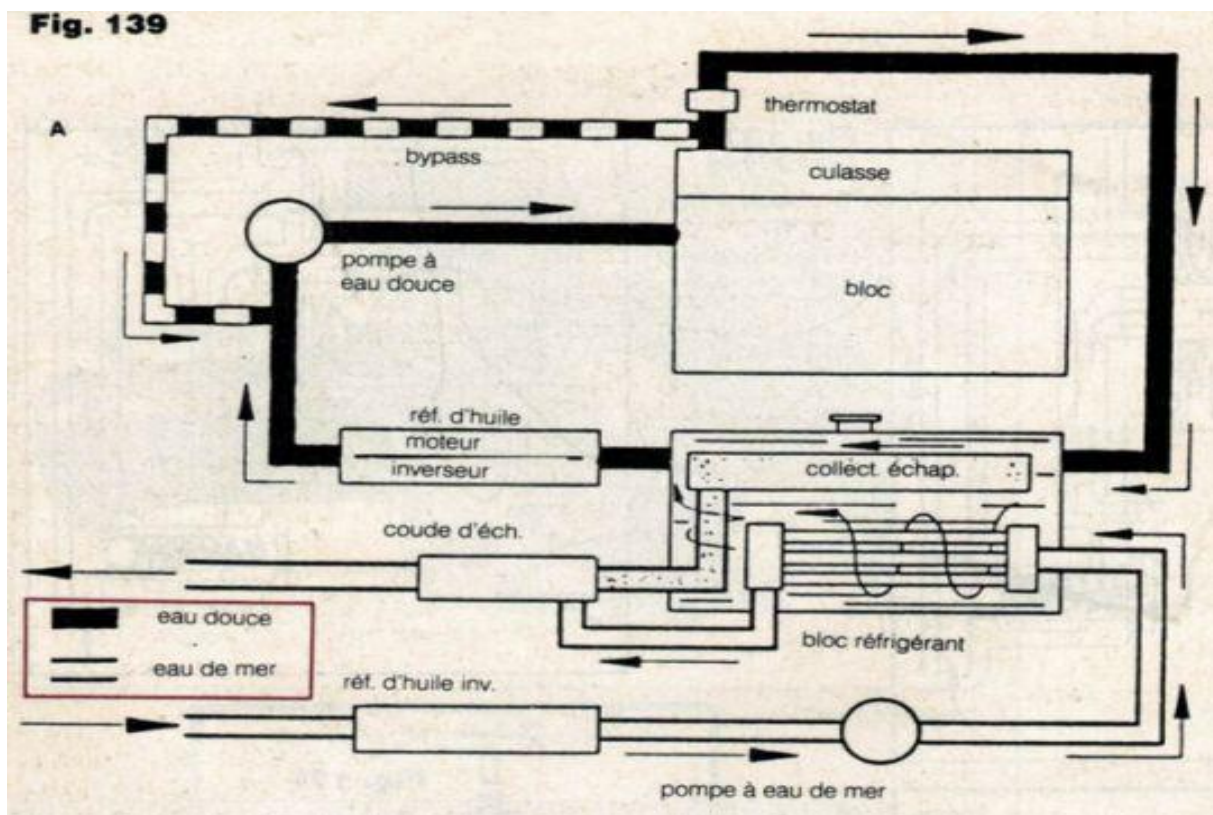 Fig. 139
A
thermostat
bypass
culasse
pompe à
eau douce
bloc
réf. d'huile
moteur
inverseur
collect. échap.
coude d'éch.
eau douce
eau de mer
bloc réfrigérant
réf. d'huile inv.
pompe à eau de mer